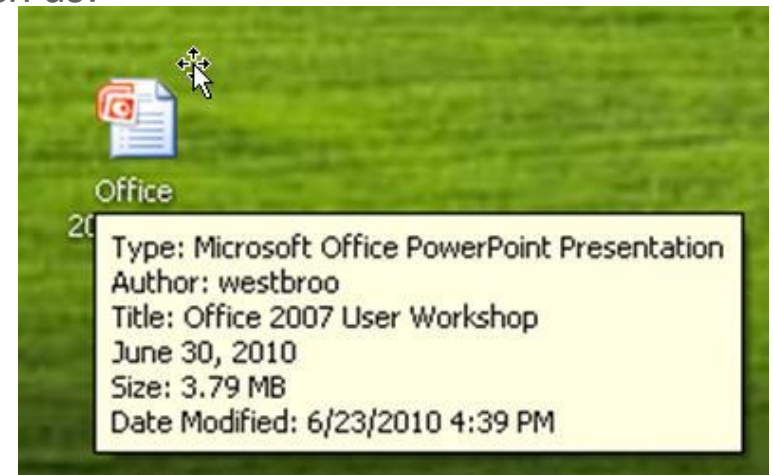 Office
20
Type: Microsoft Office PowerPoint Presentation
Author: westbroo
Title: Office 2007 User Workshop
June 30, 2010
Size: 3.79 MB
Date Modified: 6/23/2010 4:39 PM